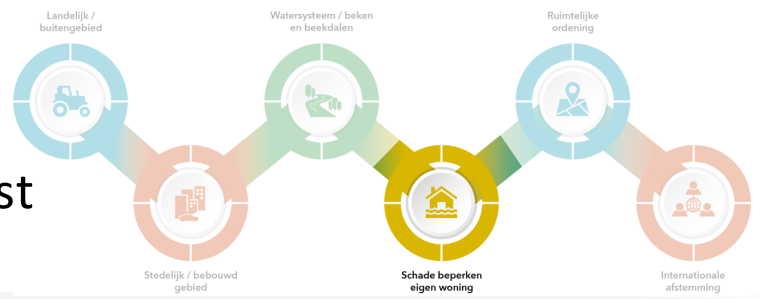 Landelijk /
buitengebied
Watersysteem / beken
en beekdalen
Ruimtelijke
ordening
st
Stedelijk / bebouwd
gebied
Schade beperken
eigen woning
Internationale
afstemming